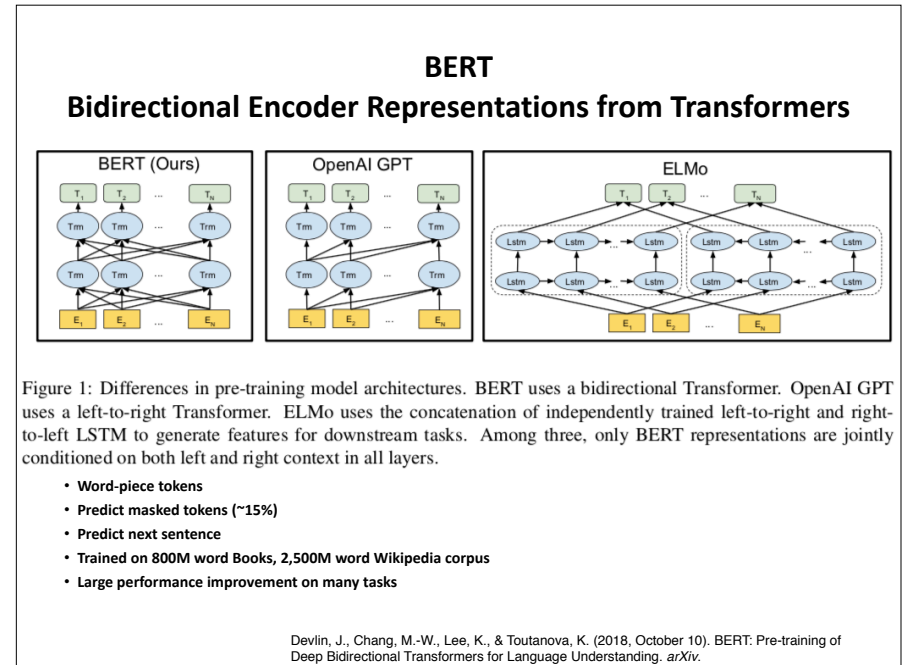 BERT
Bidirectional Encoder Representations from Transformers
BERT (Ours)
T1 T2 ... TN
Trm Trm ... Trm
Trm Trm ... Trm
E1 E2 ... EN
OpenAI GPT
T1 T2 ... TN
Trm Trm ... Trm
Trm Trm ... Trm
E1 E2 ... EN
ELMo
T1 T2 ... TN
Lstm Lstm ... Lstm Lstm Lstm ... Lstm
Lstm Lstm ... Lstm Lstm Lstm ... Lstm
E1 E2 ... EN
Figure 1: Differences in pre-training model architectures. BERT uses a bidirectional Transformer. OpenAI GPT
uses a left-to-right Transformer. ELMo uses the concatenation of independently trained left-to-right and right-
to-left LSTM to generate features for downstream tasks. Among three, only BERT representations are jointly
conditioned on both left and right context in all layers.
• Word-piece tokens
• Predict masked tokens (~15%)
• Predict next sentence
• Trained on 800M word Books, 2,500M word Wikipedia corpus
• Large performance improvement on many tasks
Devlin, J., Chang, M.-W., Lee, K., & Toutanova, K. (2018, October 10). BERT: Pre-training of
Deep Bidirectional Transformers for Language Understanding. arXiv.